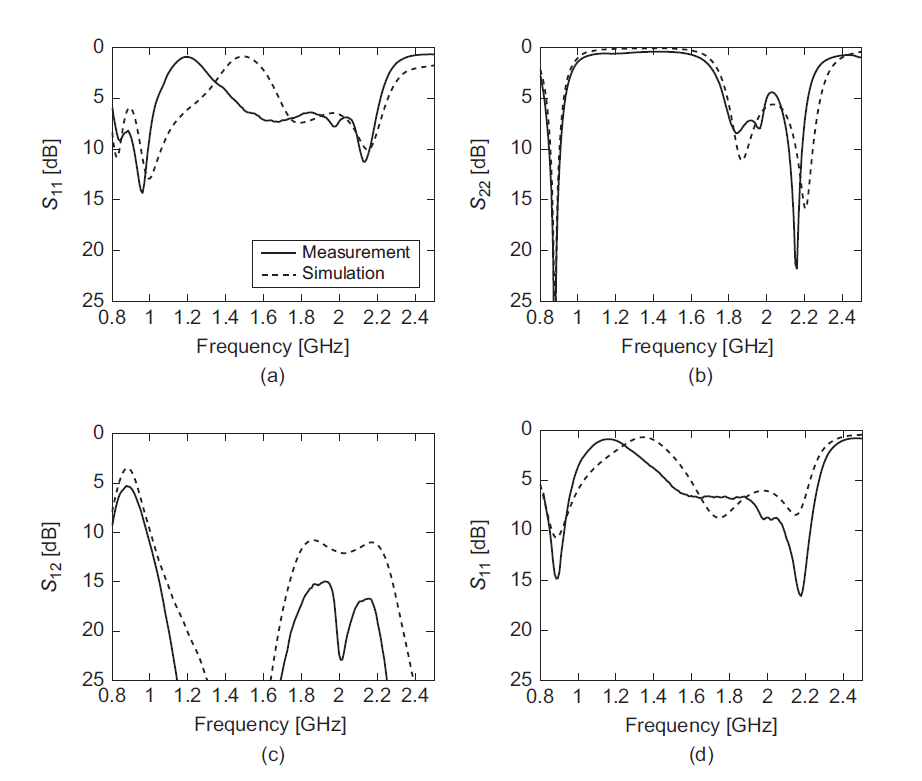 0
5
10
15
20
25
S11 [dB]
Measurement
Simulation
0.8 1 1.2 1.4 1.6 1.8 2 2.2 2.4
Frequency [GHz]
(a)
0
5
10
15
20
25
S22 [dB]
0.8 1 1.2 1.4 1.6 1.8 2 2.2 2.4
Frequency [GHz]
(b)
0
5
10
15
20
25
S12 [dB]
0.8 1 1.2 1.4 1.6 1.8 2 2.2 2.4
Frequency [GHz]
(c)
0
5
10
15
20
25
S11 [dB]
0.8 1 1.2 1.4 1.6 1.8 2 2.2 2.4
Frequency [GHz]
(d)